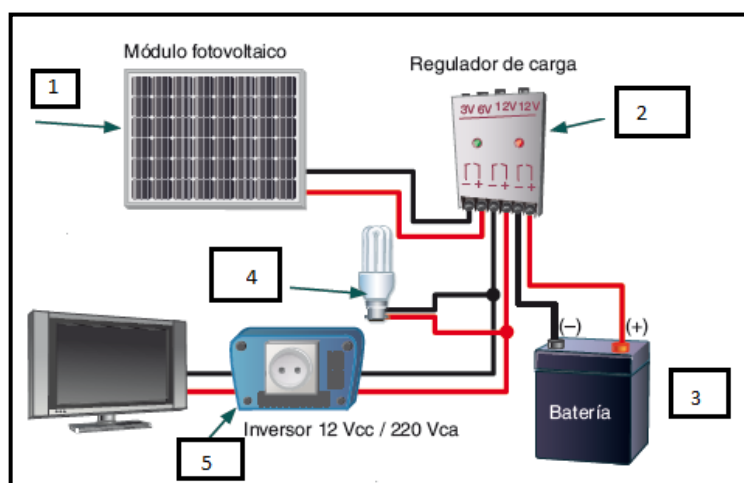 Módulo fotovoltaico
Regulador de carga
1
2
3V 6V 12V 12V
- + - + - +
4
(-) (+)
Batería
3
Inversor 12 Vcc / 220 Vca
5